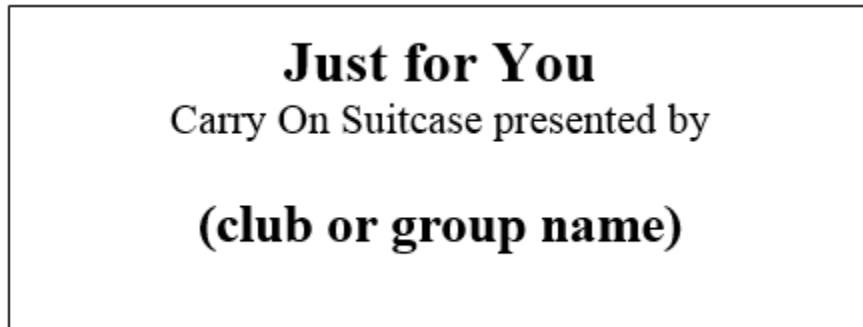 Just for You
Carry On Suitcase presented by
(club or group name)